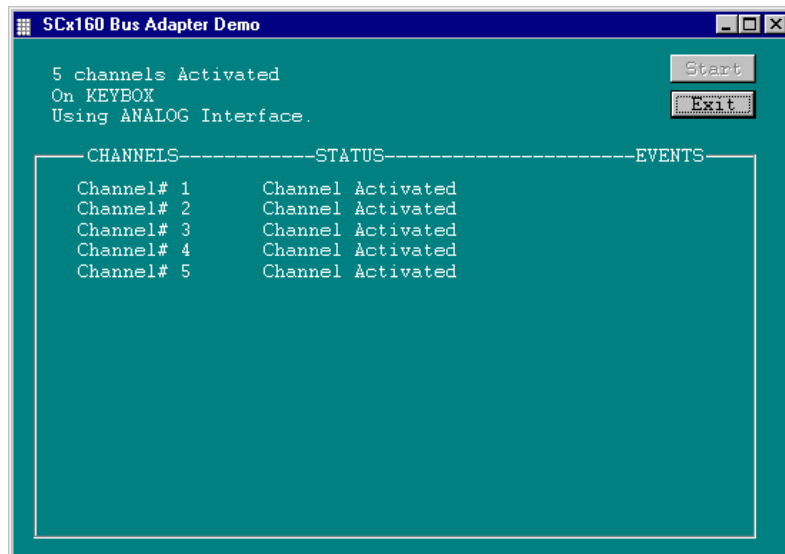 SCx160 Bus Adapter Demo
5 channels Activated
On KEYBOX
Using ANALOG Interface.
Start
Exit
CHANNELS------------STATUS----------------------EVENTS
Channel# 1 Channel Activated
Channel# 2 Channel Activated
Channel# 3 Channel Activated
Channel# 4 Channel Activated
Channel# 5 Channel Activated